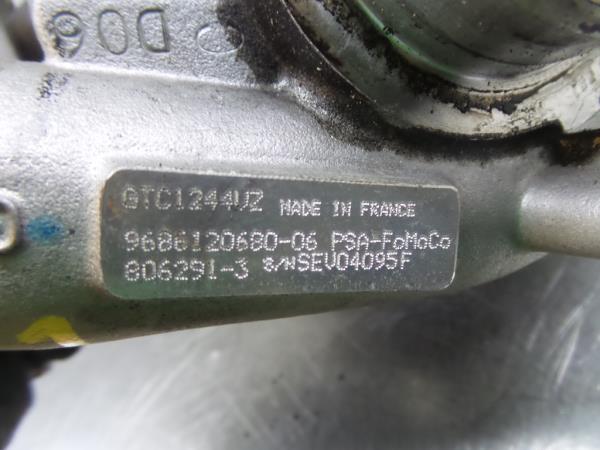 D06
GTC1244VZ MADE IN FRANCE
9686120680-06 PSA-FoMoCo
806291-3 S/N SEV04095F